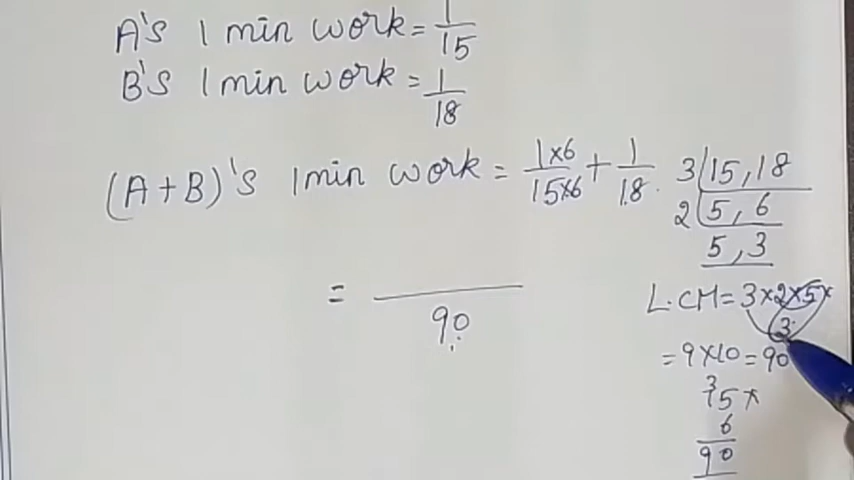 A's 1 min work = 1/15
B's 1 min work = 1/18
(A+B)'s 1 min work = 1×6/15×6 + 1/18
3 | 15, 18
2 | 5, 6
5, 3
= /90
L.CM = 3×2×5×
3
= 9×10 = 90
15×
6
90